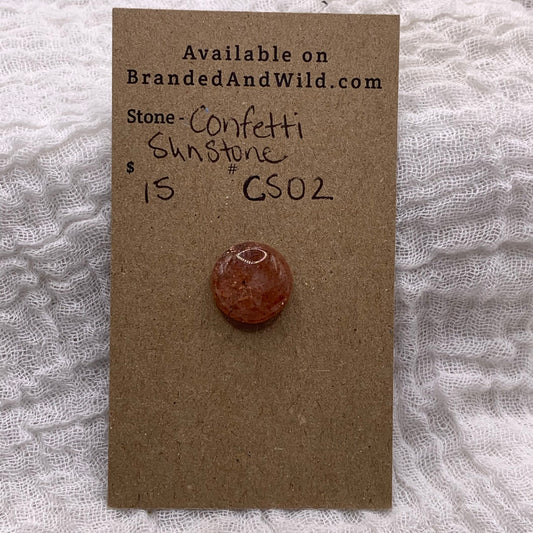 Available on
BrandedAndWild.com
Stone - Confetti
Sunstone
$ #
15 CS02